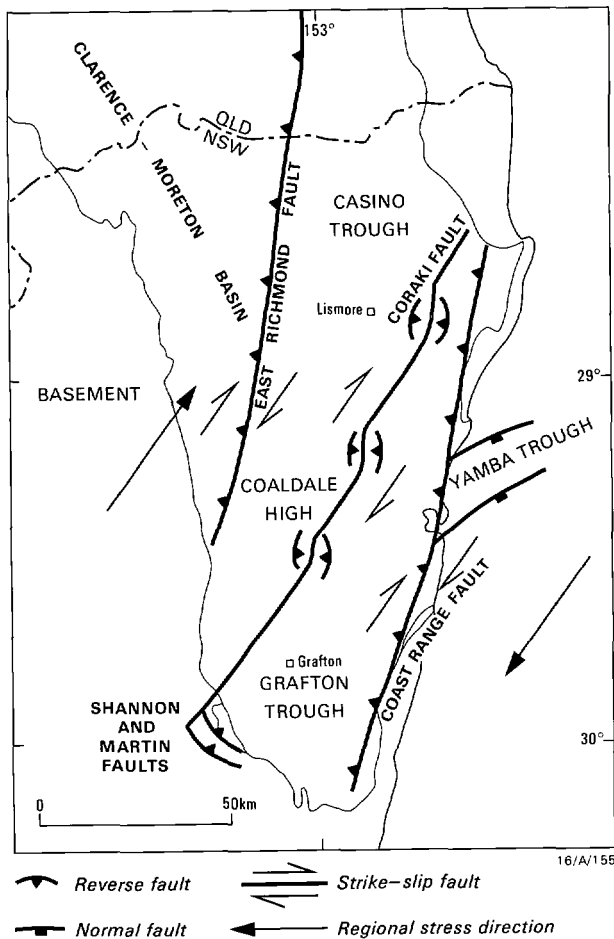 153°
CLARENCE – MORETON BASIN
QLD
NSW
EAST RICHMOND FAULT
CASINO
TROUGH
CORAKI FAULT
Lismore
29°
BASEMENT
YAMBA TROUGH
COALDALE
HIGH
COAST RANGE FAULT
Grafton
GRAFTON
TROUGH
SHANNON
AND
MARTIN
FAULTS
30°
0 50km
16/A/155
Reverse fault
Strike–slip fault
Normal fault
Regional stress direction